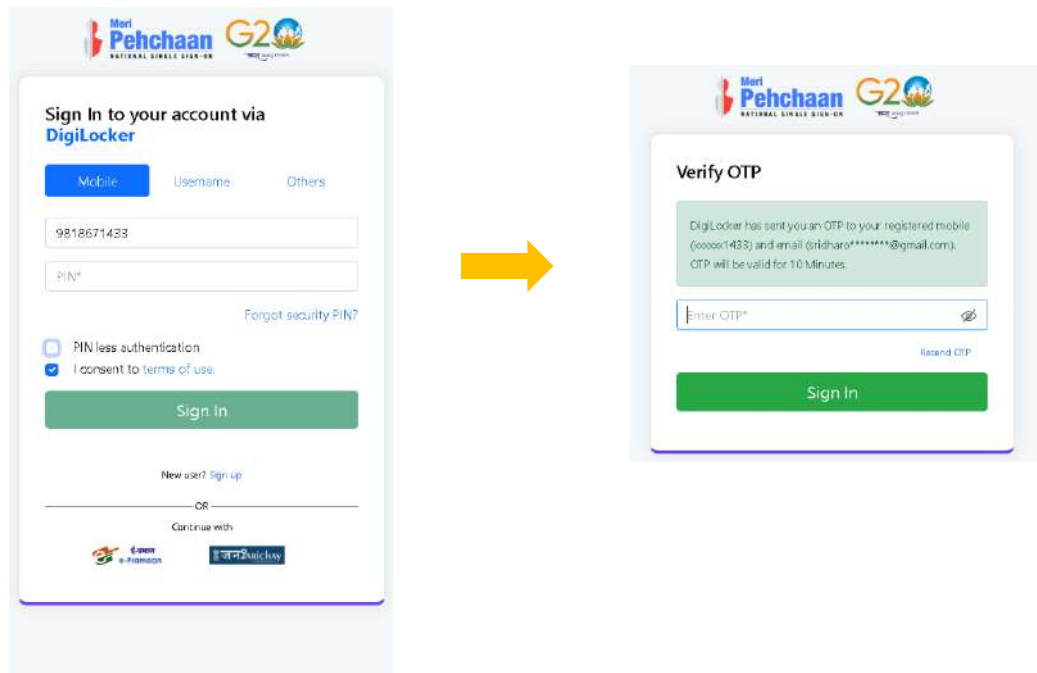 Meri
Pehchaan
NATIONAL SINGLE SIGN-ON
G20
Sign In to your account via
DigiLocker
Mobile
Username
Others
9818671433
PIN*
Forgot security PIN?
PIN less authentication
I consent to terms of use.
Sign In
New user? Sign up
OR
Continue with
ई-प्रमाण
e-Pramaan
जन Parichay
Meri
Pehchaan
NATIONAL SINGLE SIGN-ON
G20
Verify OTP
DigiLocker has sent you an OTP to your registered mobile
(xxxxxx1433) and email (sridharo********@gmail.com).
OTP will be valid for 10 Minutes.
Enter OTP*
Resend OTP
Sign In